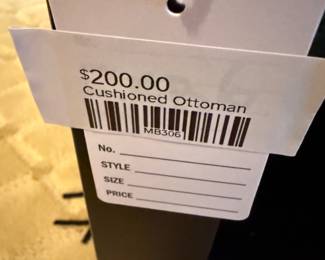 $200.00
Cushioned Ottoman
MB306
No.
STYLE
SIZE
PRICE